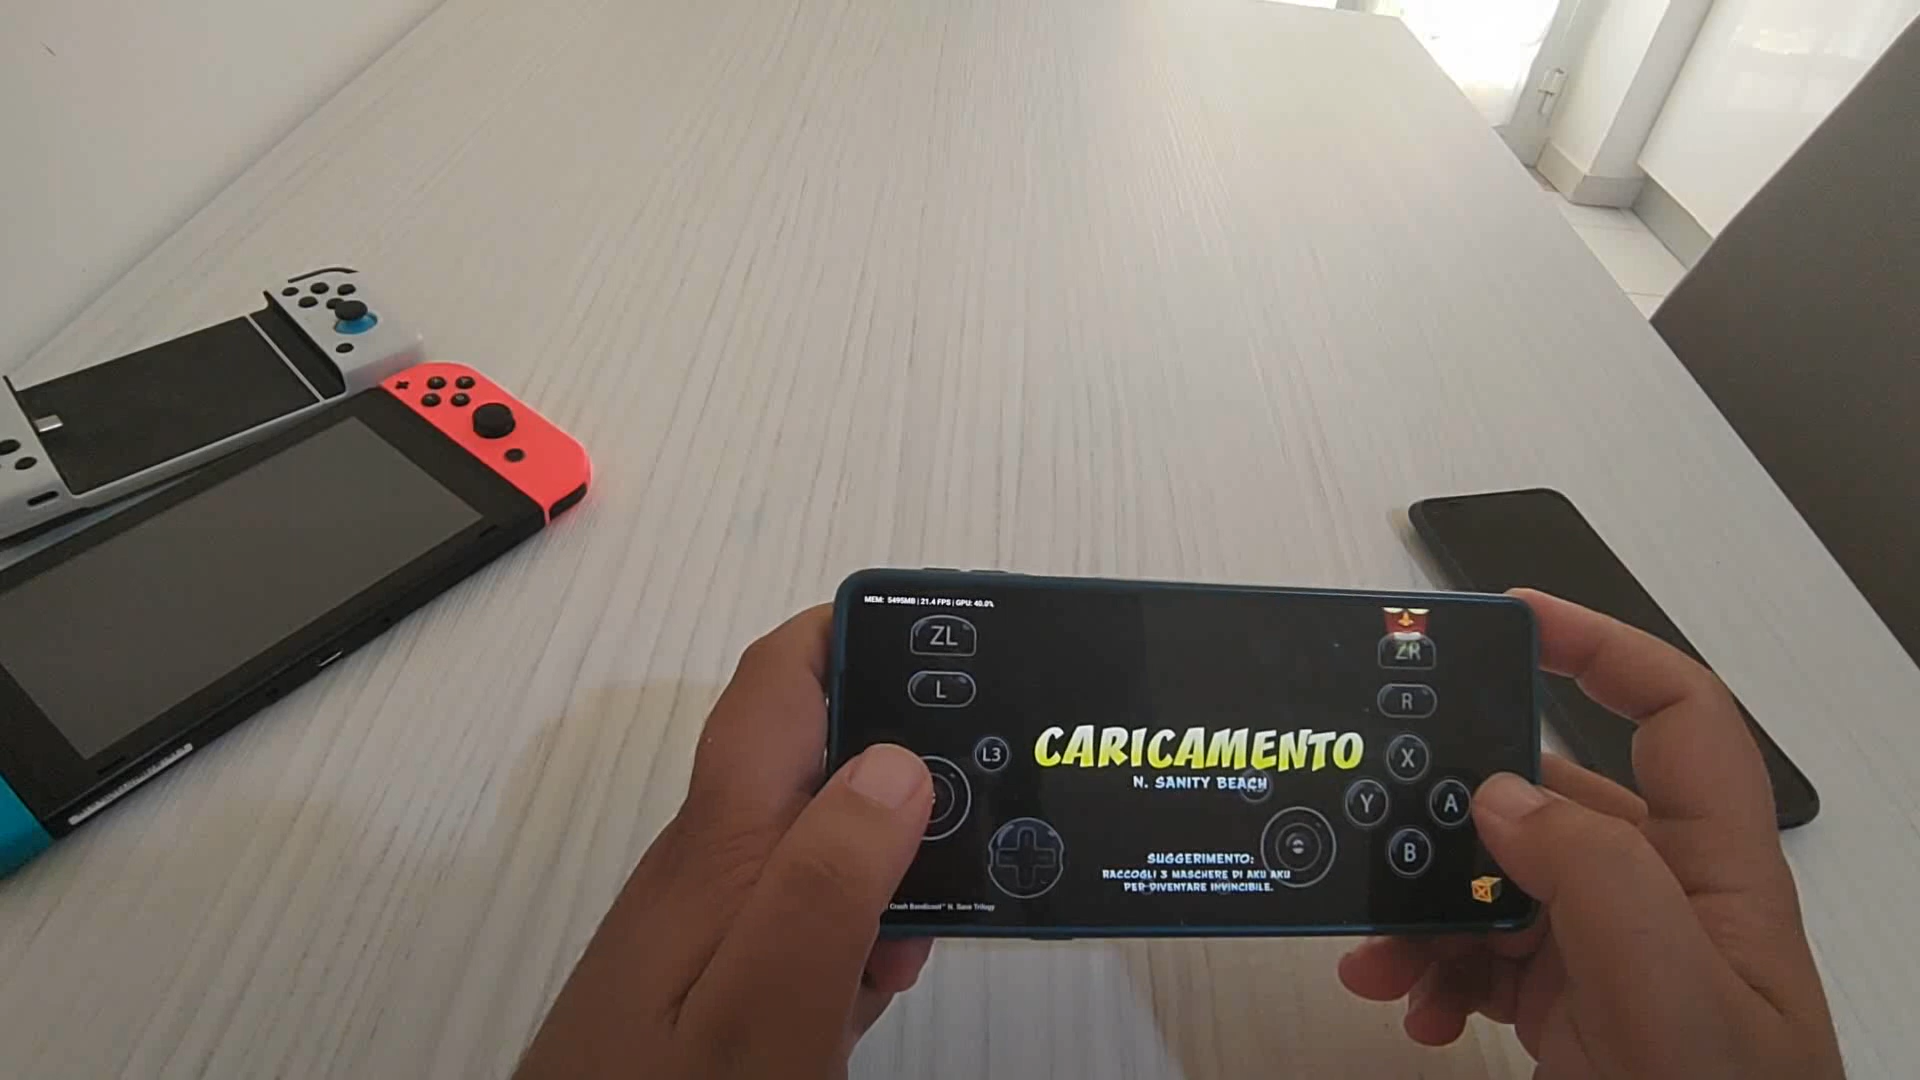 MEM: 5495MB | 21.4 FPS | GPU: 40.0%
ZL
ZR
L
R
L3
CARICAMENTO
N. SANITY BEACH
X
Y
A
B
SUGGERIMENTO:
RACCOGLI 3 MASCHERE DI AKU AKU
PER DIVENTARE INVINCIBILE.
Crash Bandicoot™ N. Sane Trilogy